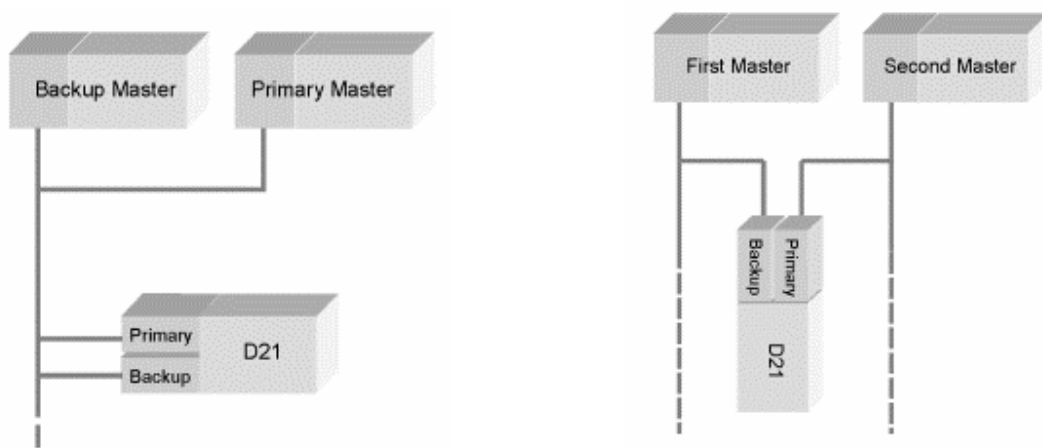 Backup Master
Primary Master
Primary
Backup
D21
First Master
Second Master
Backup
Primary
D21